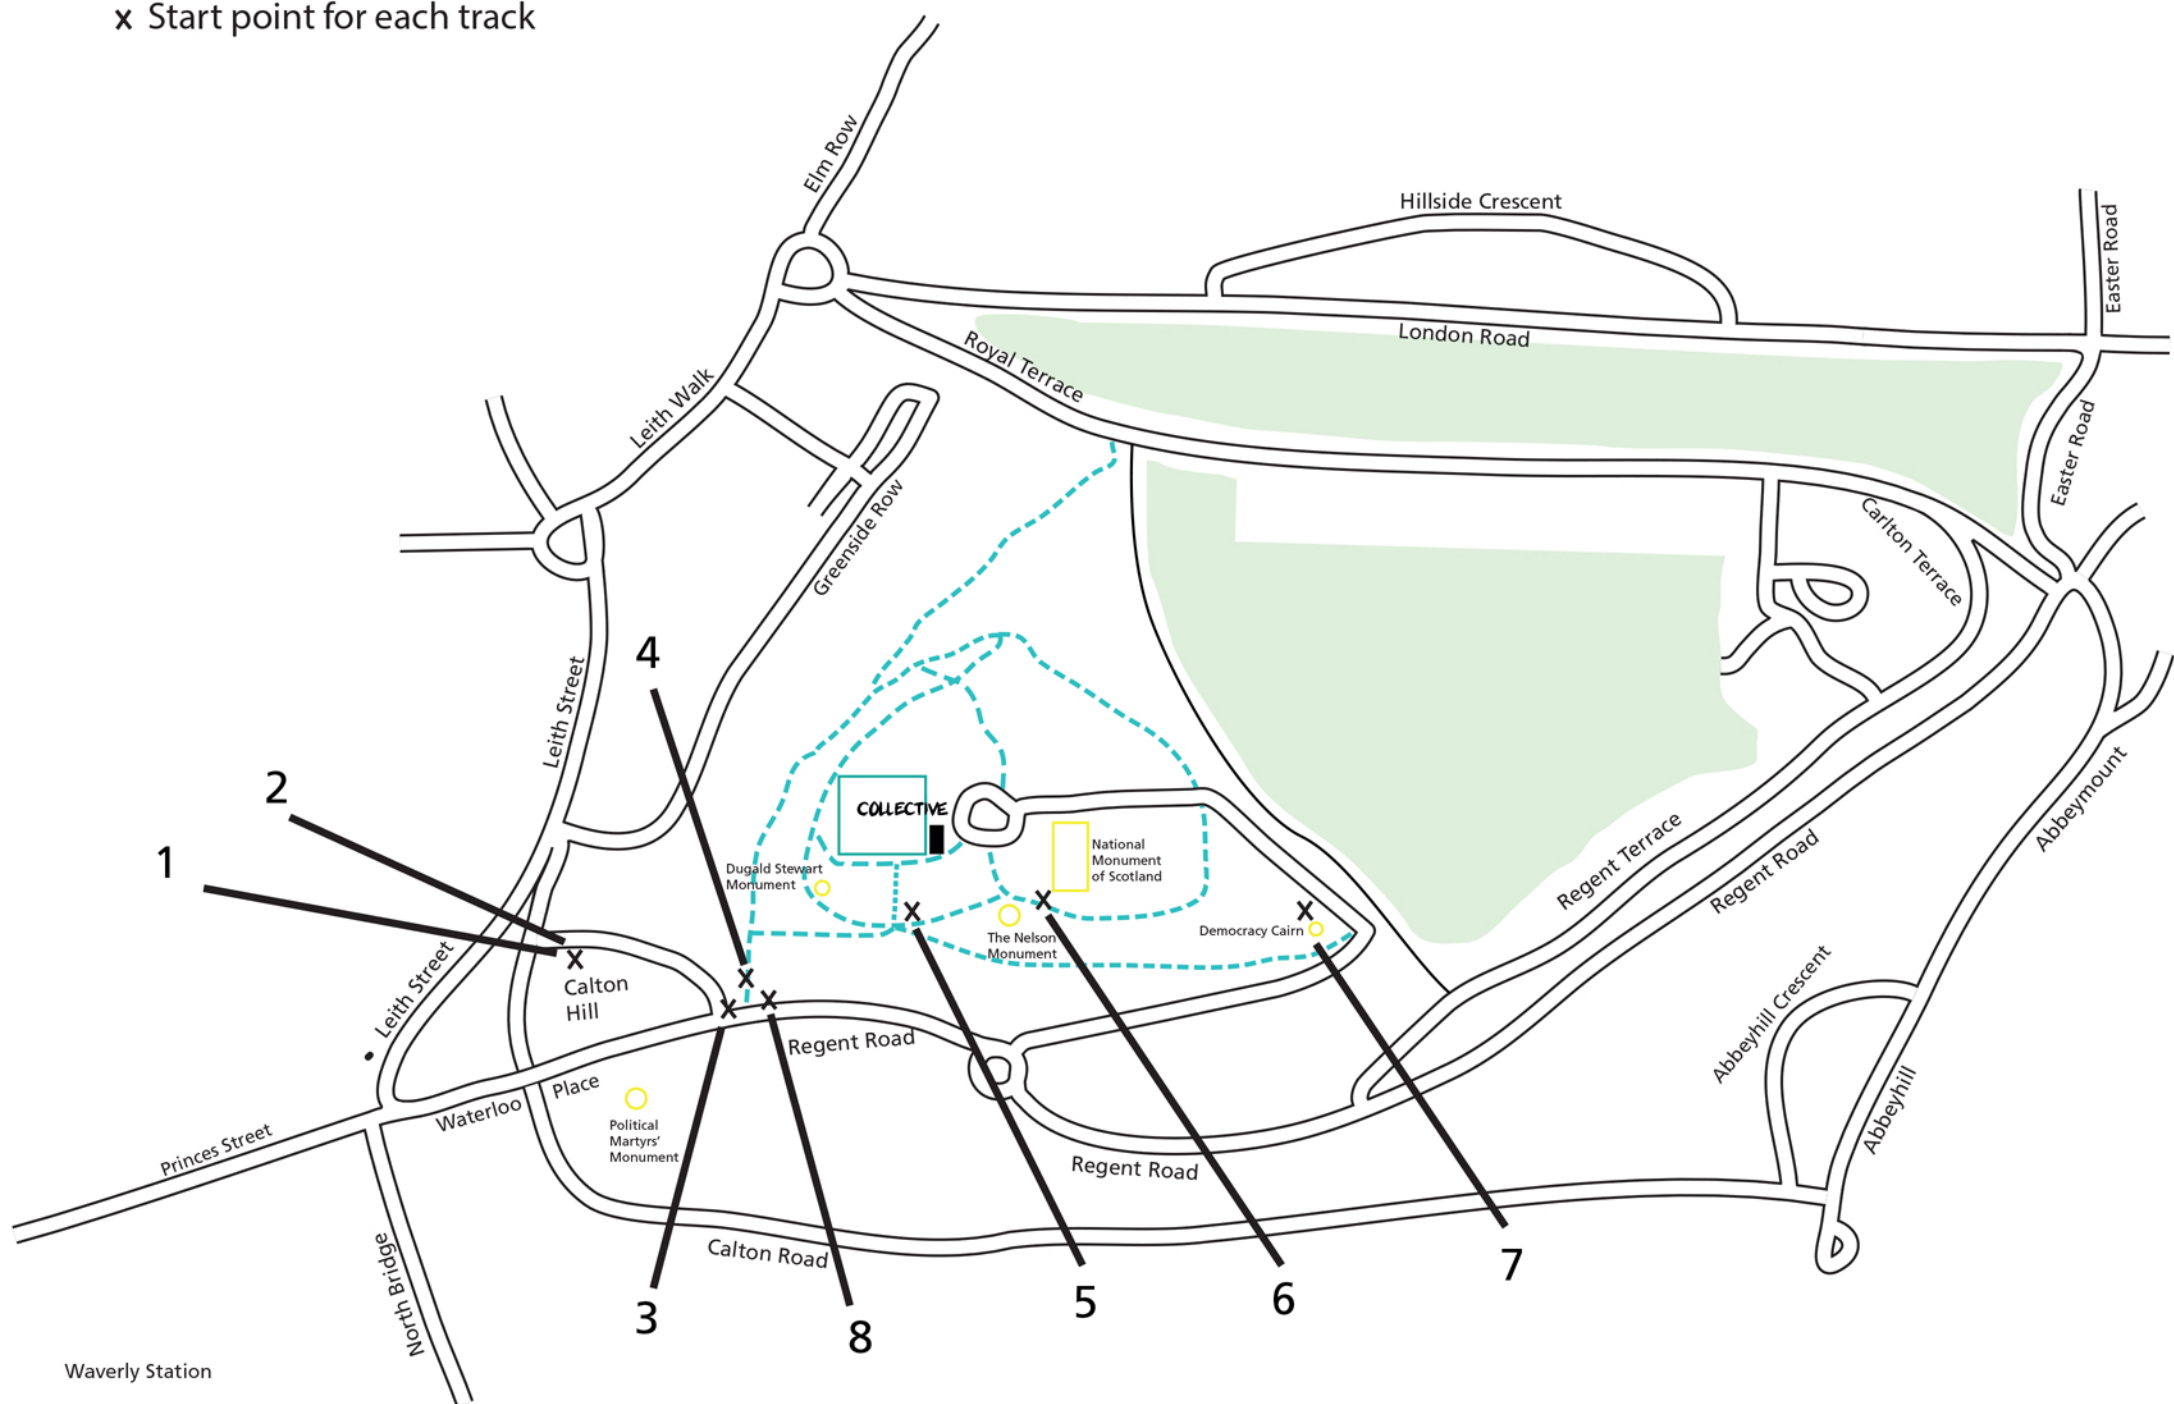 x Start point for each track
Elm Row
Hillside Crescent
Easter Road
London Road
Royal Terrace
Leith Walk
Easter Road
Greenside Row
Carlton Terrace
4
Leith Street
2
COLLECTIVE
1
Dugald Stewart
Monument
National
Monument
of Scotland
Regent Terrace
Regent Road
Abbeymount
The Nelson
Monument
Democracy Cairn
Leith Street
Calton
Hill
Regent Road
Abbeyhill Crescent
Waterloo Place
Political
Martyrs'
Monument
Princes Street
Regent Road
Abbeyhill
Calton Road
North Bridge
3
8
5
6
7
Waverly Station